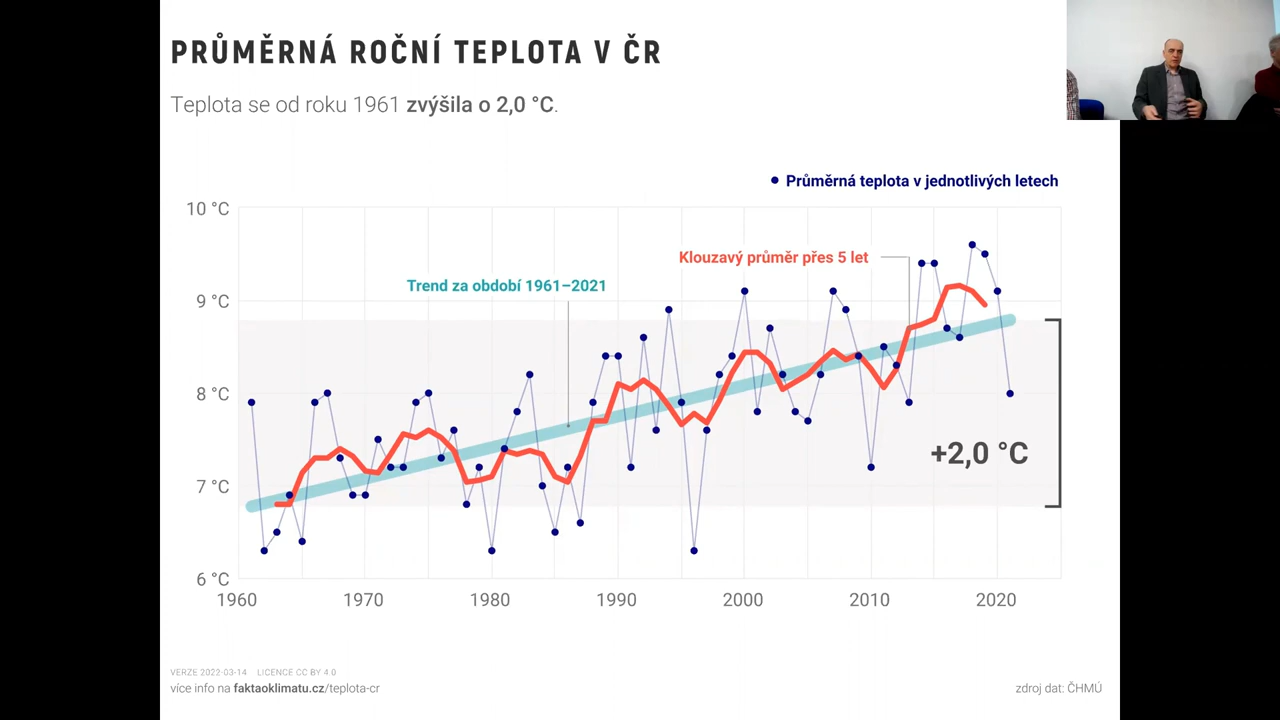 PRŮMĚRNÁ ROČNÍ TEPLOTA V ČR
Teplota se od roku 1961 zvýšila o 2,0 °C.
Průměrná teplota v jednotlivých letech
10 °C
Klouzavý průměr přes 5 let
Trend za období 1961–2021
9 °C
8 °C
+2,0 °C
7 °C
6 °C
1960 1970 1980 1990 2000 2010 2020
VERZE 2022-03-14 LICENCE CC BY 4.0
více info na faktaoklimatu.cz/teplota-cr
zdroj dat: ČHMÚ